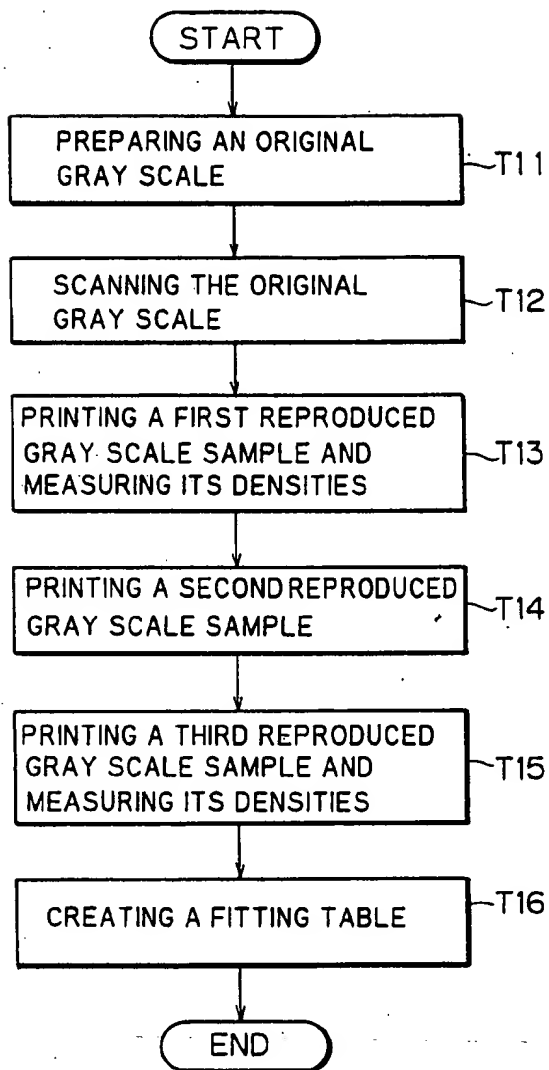 START
PREPARING AN ORIGINAL
GRAY SCALE
T11
SCANNING THE ORIGINAL
GRAY SCALE
T12
PRINTING A FIRST REPRODUCED
GRAY SCALE SAMPLE AND
MEASURING ITS DENSITIES
T13
PRINTING A SECOND REPRODUCED
GRAY SCALE SAMPLE
T14
PRINTING A THIRD REPRODUCED
GRAY SCALE SAMPLE AND
MEASURING ITS DENSITIES
T15
CREATING A FITTING TABLE
T16
END